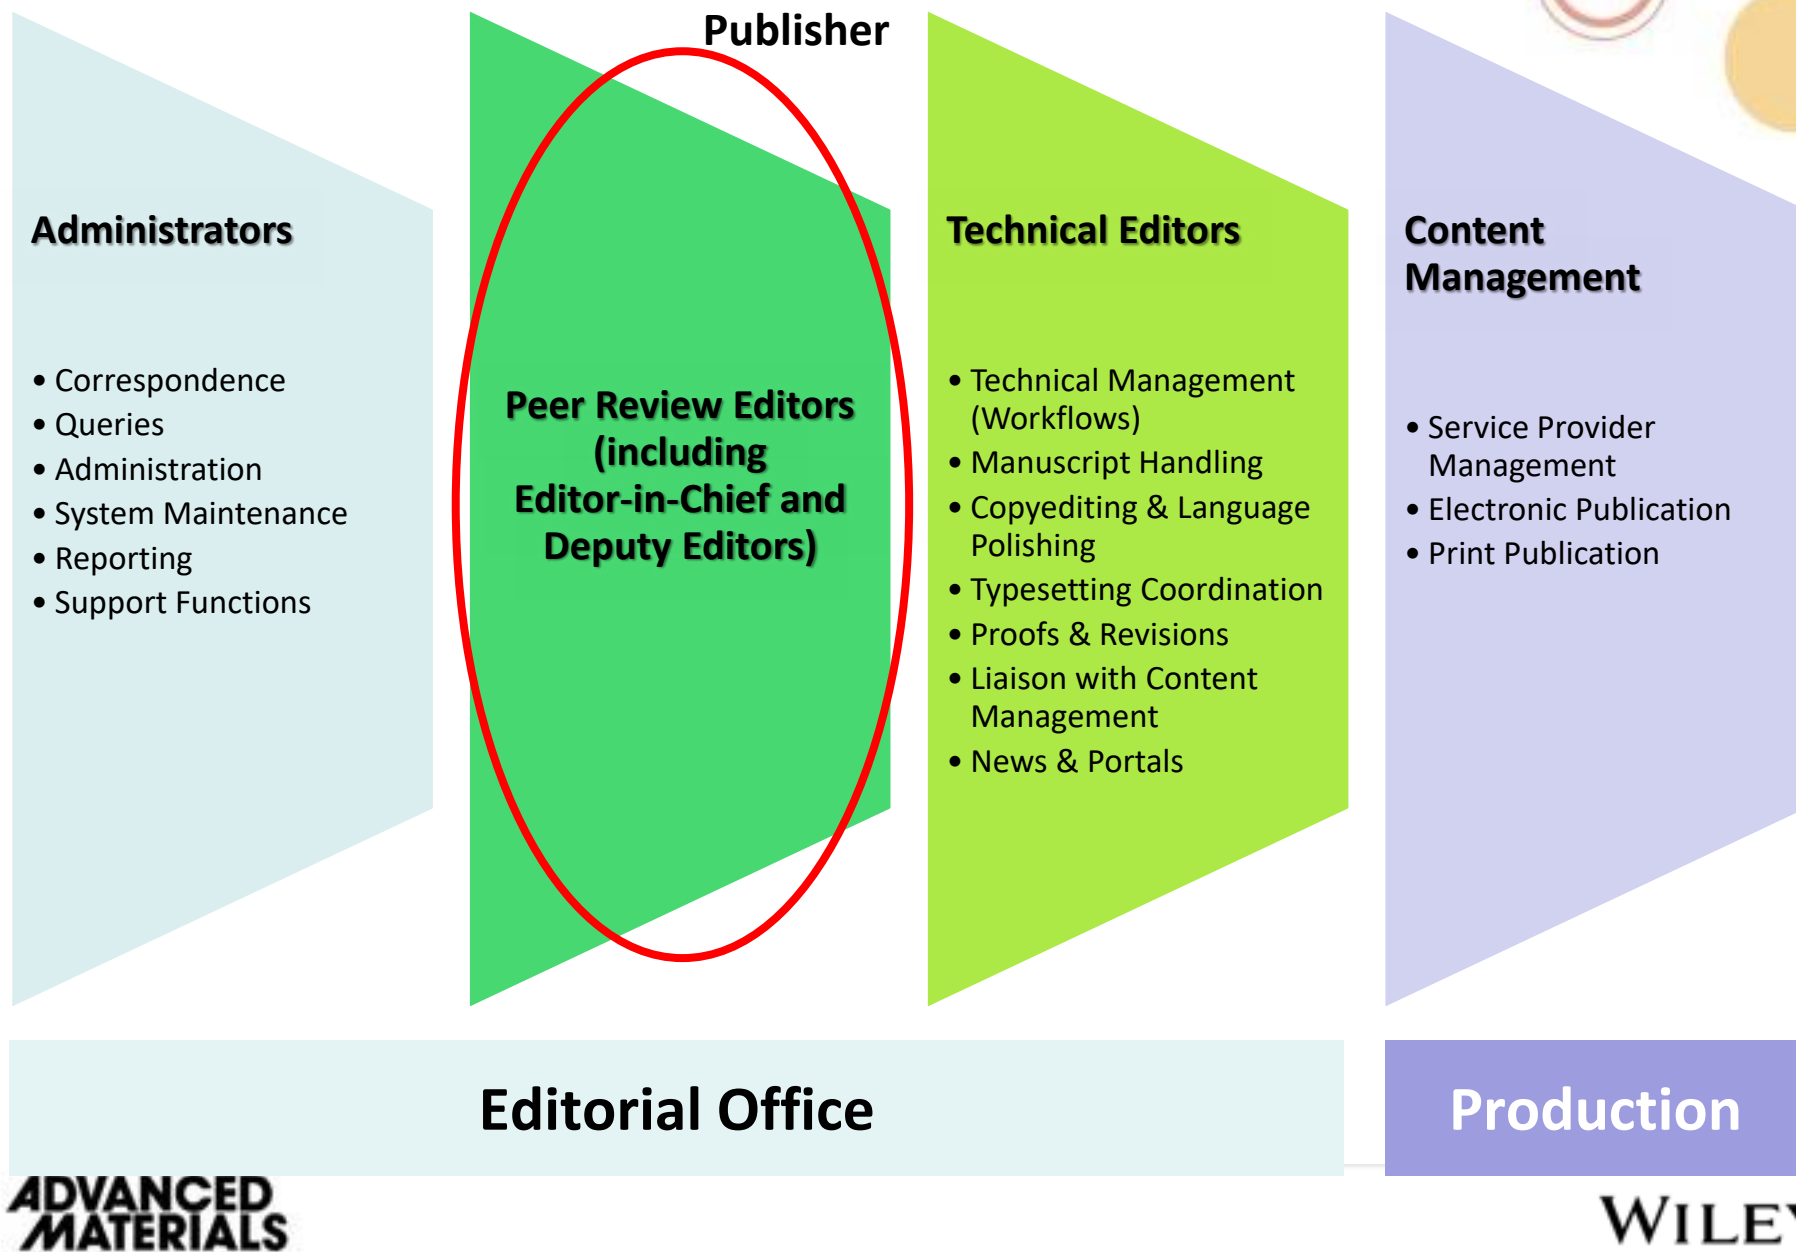 Publisher
Administrators
• Correspondence
• Queries
• Administration
• System Maintenance
• Reporting
• Support Functions
Peer Review Editors
(including
Editor-in-Chief and
Deputy Editors)
Technical Editors
• Technical Management
(Workflows)
• Manuscript Handling
• Copyediting & Language
Polishing
• Typesetting Coordination
• Proofs & Revisions
• Liaison with Content
Management
• News & Portals
Content
Management
• Service Provider
Management
• Electronic Publication
• Print Publication
Editorial Office
Production
ADVANCED
MATERIALS
WILEY